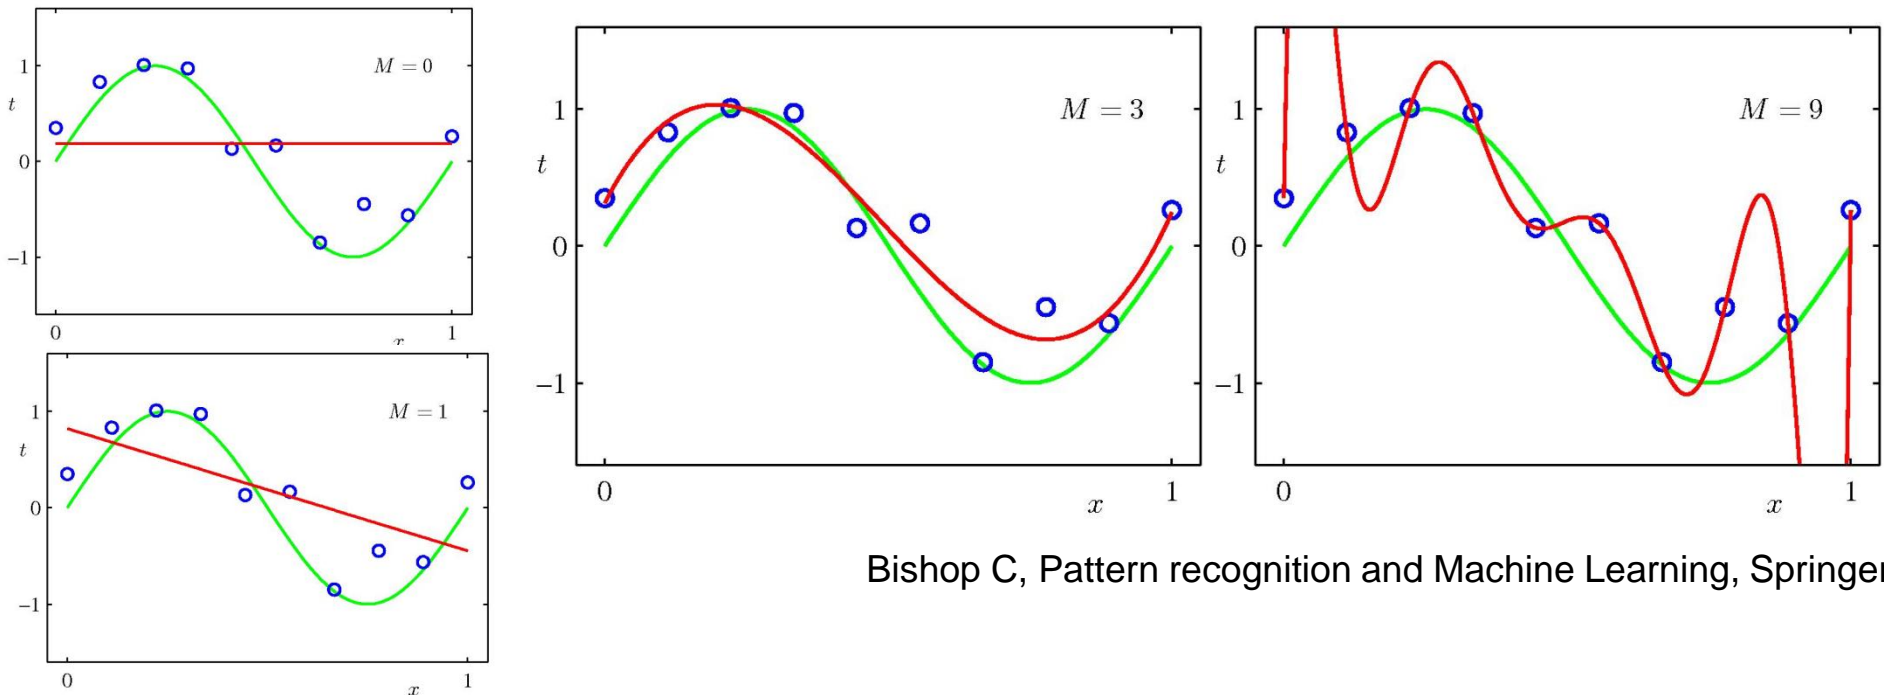 M = 0
1
t
0
−1
0
x
1
M = 1
1
t
0
−1
0
x
1
M = 3
1
t
0
−1
0
x
1
M = 9
1
t
0
−1
0
x
1
Bishop C, Pattern recognition and Machine Learning, Springer